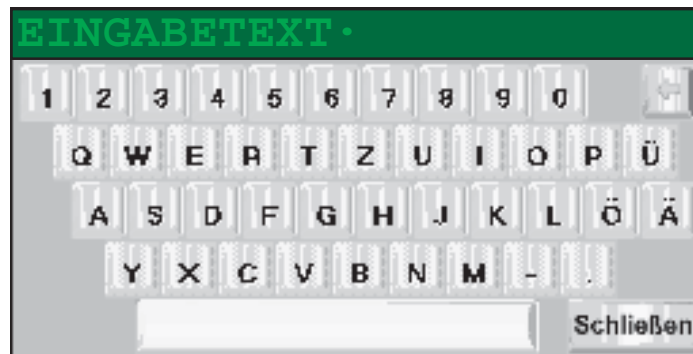 EINGABETEXT·
1 2 3 4 5 6 7 8 9 0
Q W E R T Z U I O P Ü
A S D F G H J K L Ö Ä
Y X C V B N M - .
Schließen